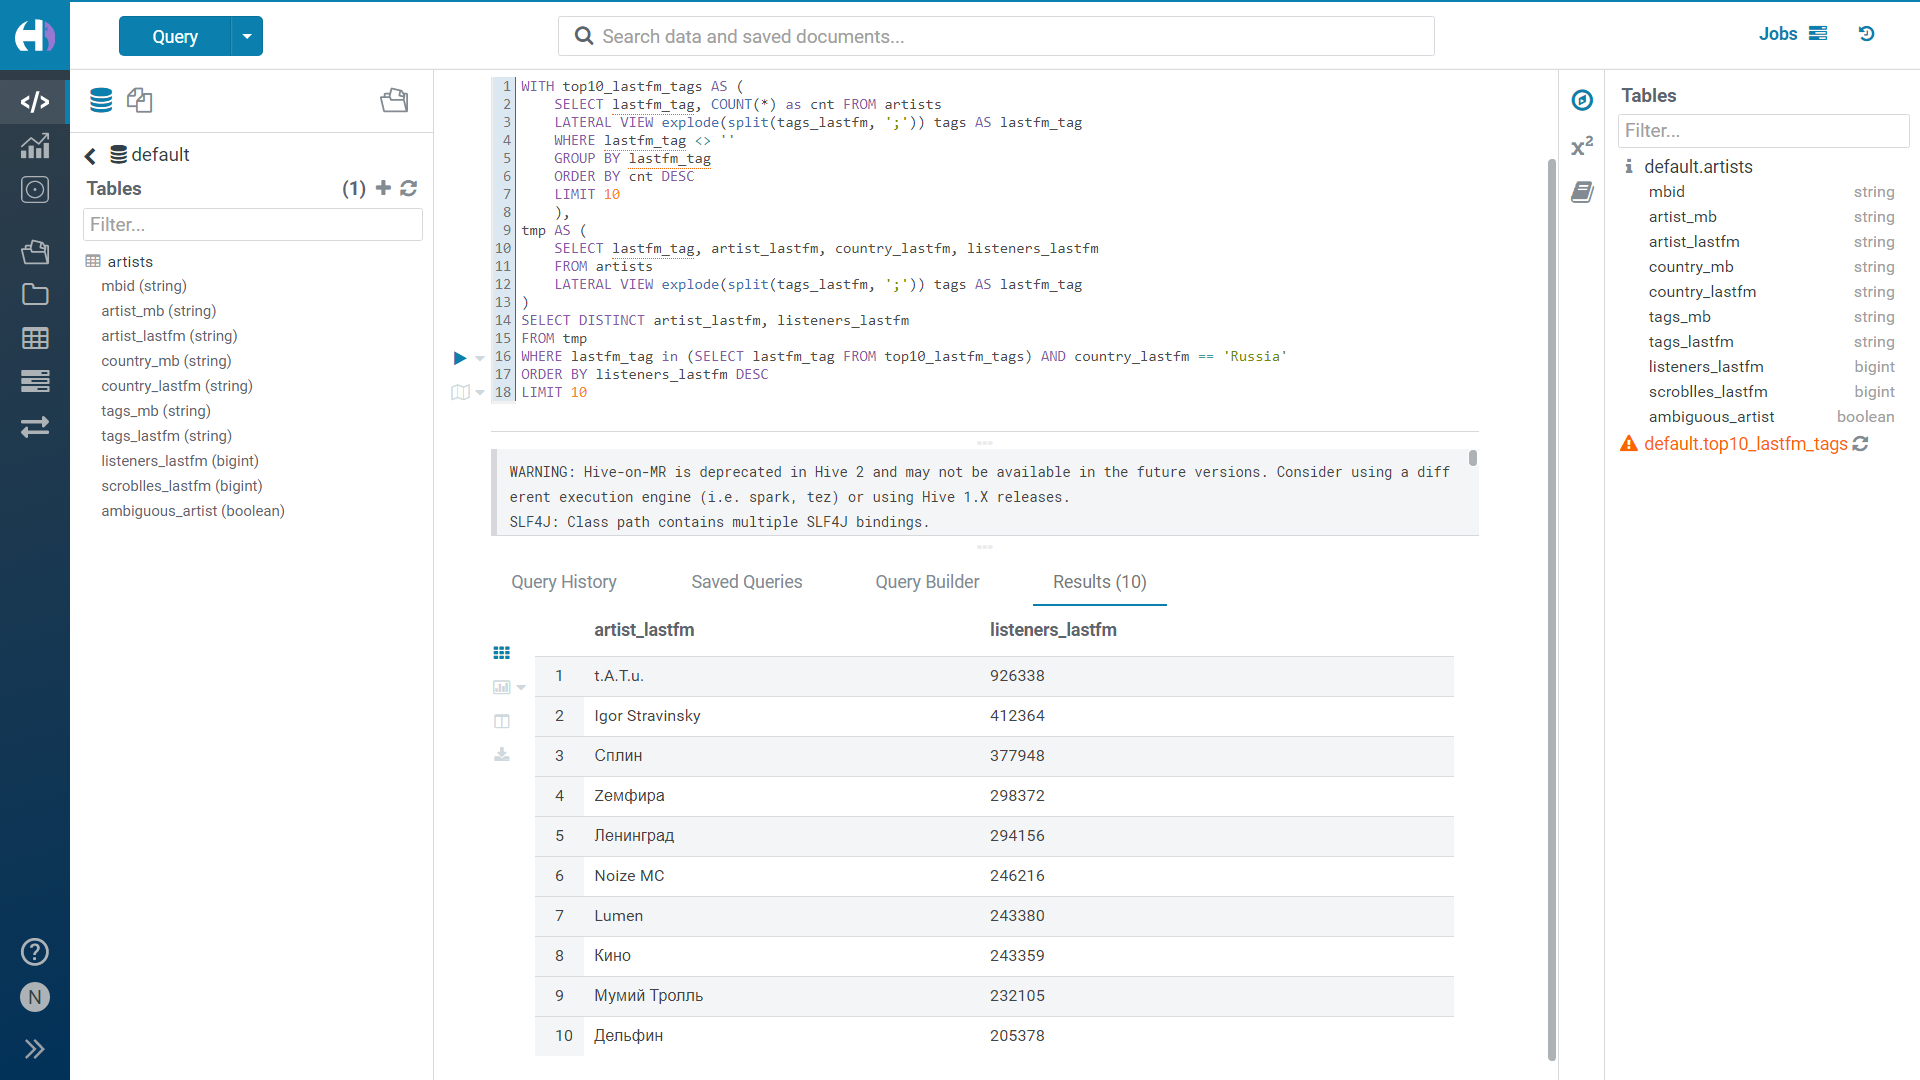 Query
Search data and saved documents...
Jobs
default
Tables
(1)
Filter...
artists
mbid (string)
artist_mb (string)
artist_lastfm (string)
country_mb (string)
country_lastfm (string)
tags_mb (string)
tags_lastfm (string)
listeners_lastfm (bigint)
scroblles_lastfm (bigint)
ambiguous_artist (boolean)
N
1 WITH top10_lastfm_tags AS (
2 SELECT lastfm_tag, COUNT(*) as cnt FROM artists
3 LATERAL VIEW explode(split(tags_lastfm, ';')) tags AS lastfm_tag
4 WHERE lastfm_tag <> ''
5 GROUP BY lastfm_tag
6 ORDER BY cnt DESC
7 LIMIT 10
8 ),
9 tmp AS (
10 SELECT lastfm_tag, artist_lastfm, country_lastfm, listeners_lastfm
11 FROM artists
12 LATERAL VIEW explode(split(tags_lastfm, ';')) tags AS lastfm_tag
13 )
14 SELECT DISTINCT artist_lastfm, listeners_lastfm
15 FROM tmp
16 WHERE lastfm_tag in (SELECT lastfm_tag FROM top10_lastfm_tags) AND country_lastfm == 'Russia'
17 ORDER BY listeners_lastfm DESC
18 LIMIT 10
WARNING: Hive-on-MR is deprecated in Hive 2 and may not be available in the future versions. Consider using a diff
erent execution engine (i.e. spark, tez) or using Hive 1.X releases.
SLF4J: Class path contains multiple SLF4J bindings.
Query History Saved Queries Query Builder Results (10)
artist_lastfm listeners_lastfm
1 t.A.T.u. 926338
2 Igor Stravinsky 412364
3 Сплин 377948
4 Zемфира 298372
5 Ленинград 294156
6 Noize MC 246216
7 Lumen 243380
8 Кино 243359
9 Мумий Тролль 232105
10 Дельфин 205378
x²
Tables
Filter...
default.artists
mbid string
artist_mb string
artist_lastfm string
country_mb string
country_lastfm string
tags_mb string
tags_lastfm string
listeners_lastfm bigint
scroblles_lastfm bigint
ambiguous_artist boolean
default.top10_lastfm_tags